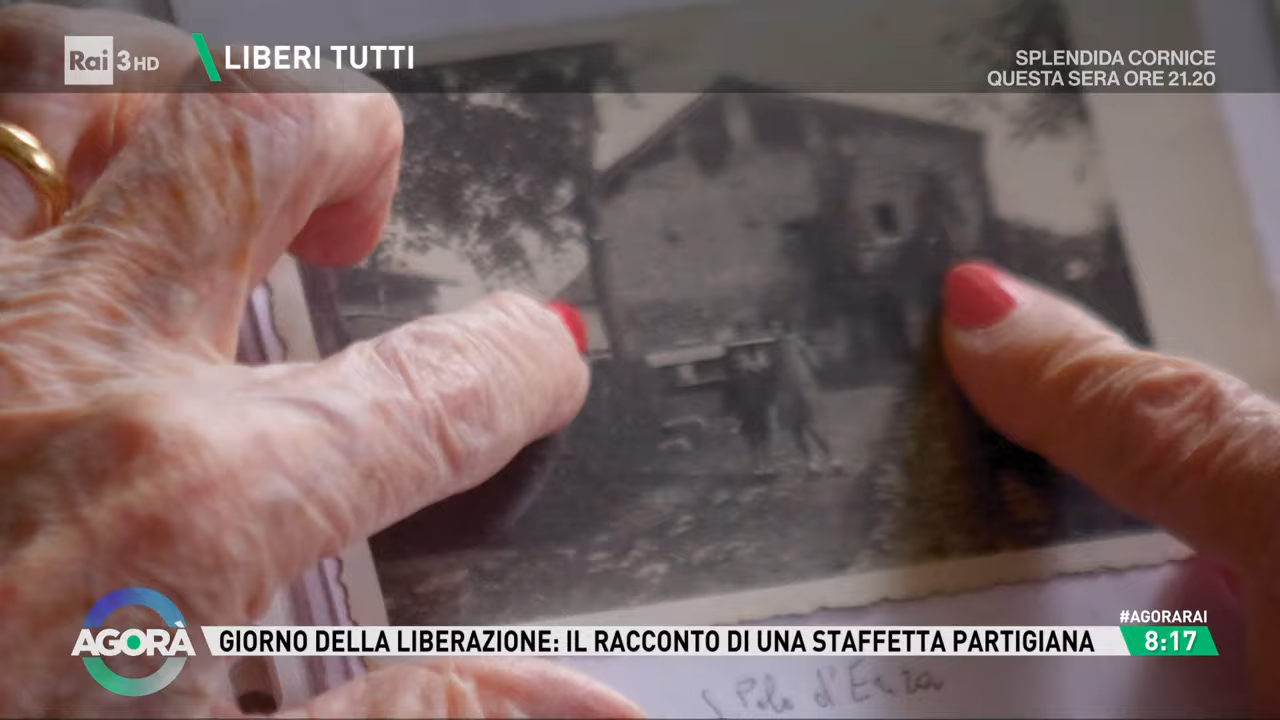 Rai 3HD
LIBERI TUTTI
SPLENDIDA CORNICE
QUESTA SERA ORE 21.20
#AGORARAI
AGORÀ
GIORNO DELLA LIBERAZIONE: IL RACCONTO DI UNA STAFFETTA PARTIGIANA
8:17
d'Enza